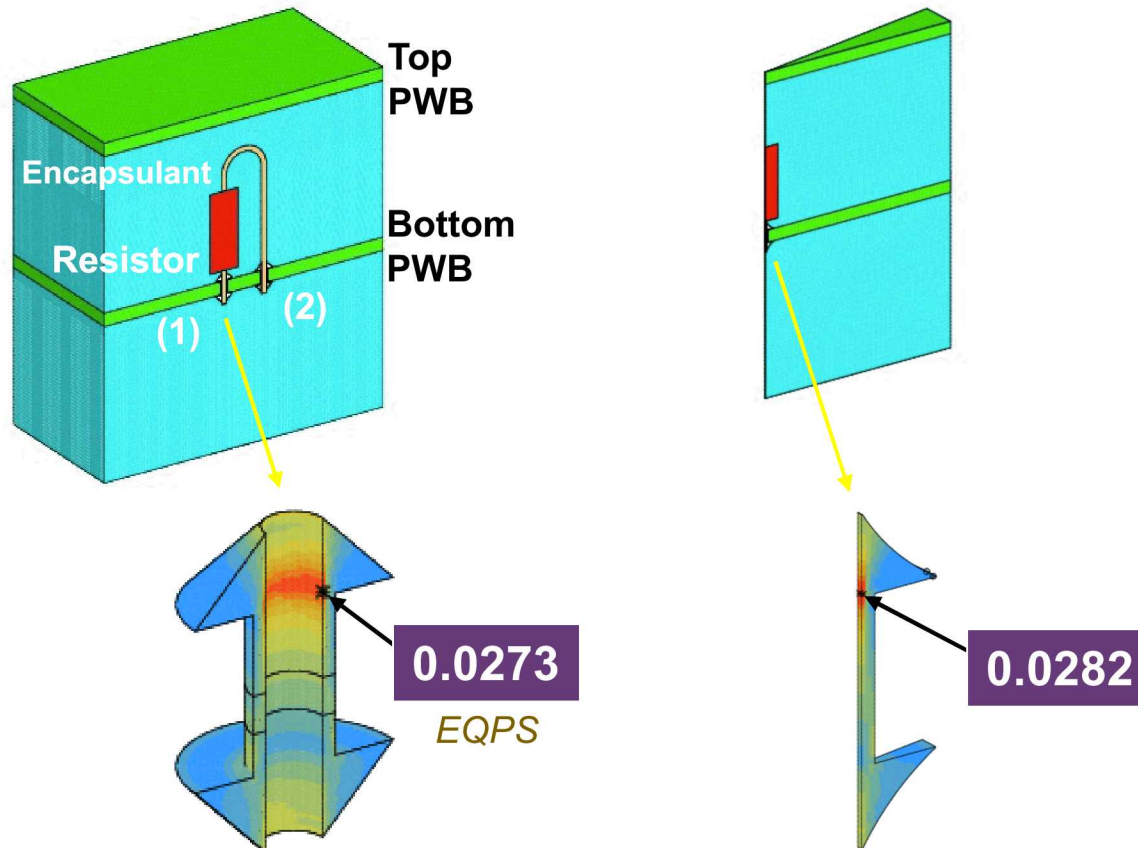 Top
PWB
Encapsulant
Resistor
Bottom
PWB
(1)
(2)
0.0273
EQPS
0.0282